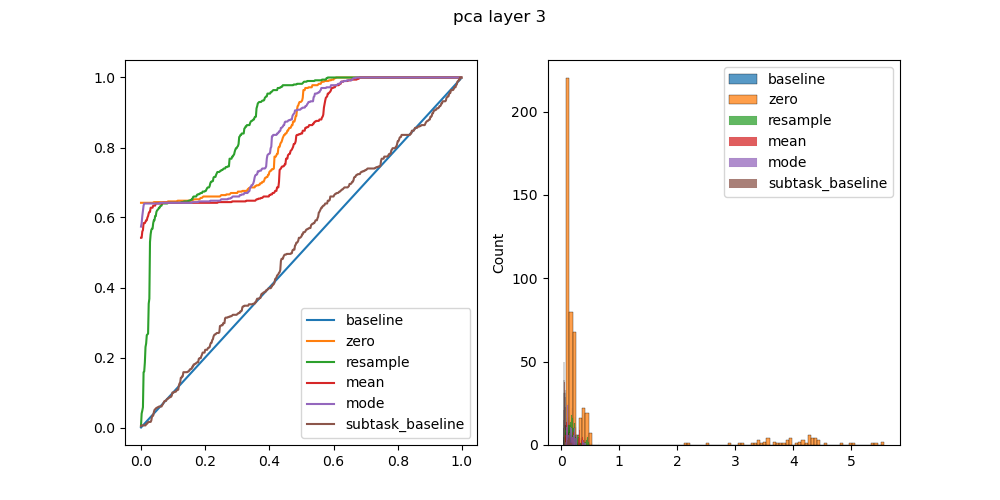 pca layer 3
1.0
0.8
0.6
0.4
0.2
0.0
0.0 0.2 0.4 0.6 0.8 1.0
baseline
zero
resample
mean
mode
subtask_baseline
Count
200
150
100
50
0
0 1 2 3 4 5
baseline
zero
resample
mean
mode
subtask_baseline